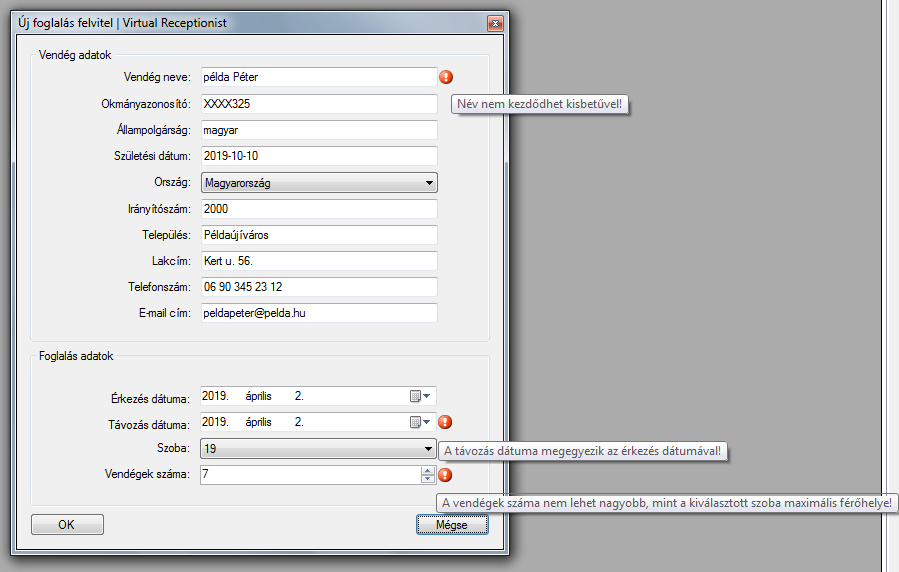 Új foglalás felvitel | Virtual Receptionist
Vendég adatok
Vendég neve: példa Péter
Név nem kezdődhet kisbetűvel!
Okmányazonosító: XXXX325
Állampolgárság: magyar
Születési dátum: 2019-10-10
Ország: Magyarország
Irányítószám: 2000
Település: Példaújíváros
Lakcím: Kert u. 56.
Telefonszám: 06 90 345 23 12
E-mail cím: peldapeter@pelda.hu
Foglalás adatok
Érkezés dátuma: 2019. április 2.
Távozás dátuma: 2019. április 2.
A távozás dátuma megegyezik az érkezés dátumával!
Szoba: 19
Vendégek száma: 7
A vendégek száma nem lehet nagyobb, mint a kiválasztott szoba maximális férőhelye!
OK Mégse